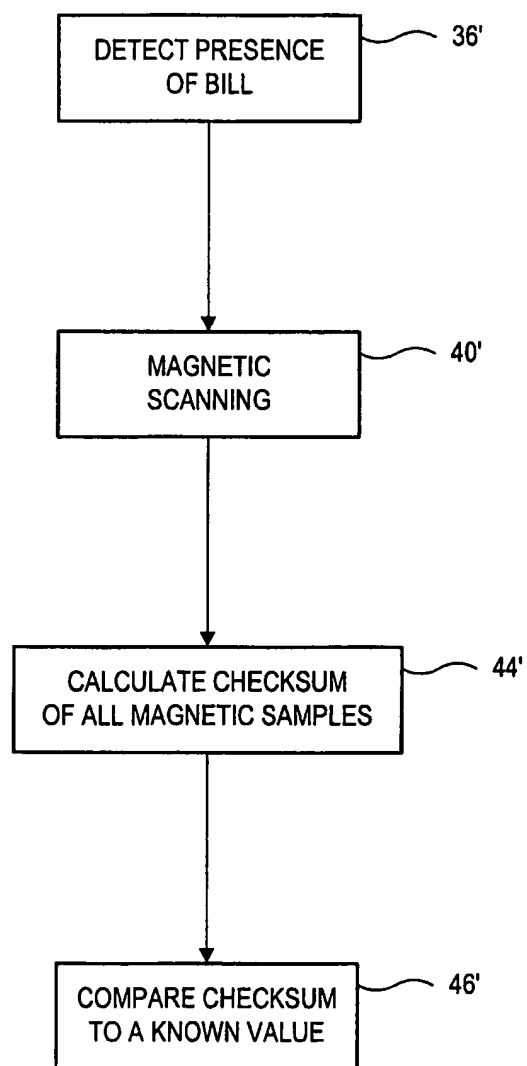 DETECT PRESENCE
OF BILL
36'
MAGNETIC
SCANNING
40'
CALCULATE CHECKSUM
OF ALL MAGNETIC SAMPLES
44'
COMPARE CHECKSUM
TO A KNOWN VALUE
46'